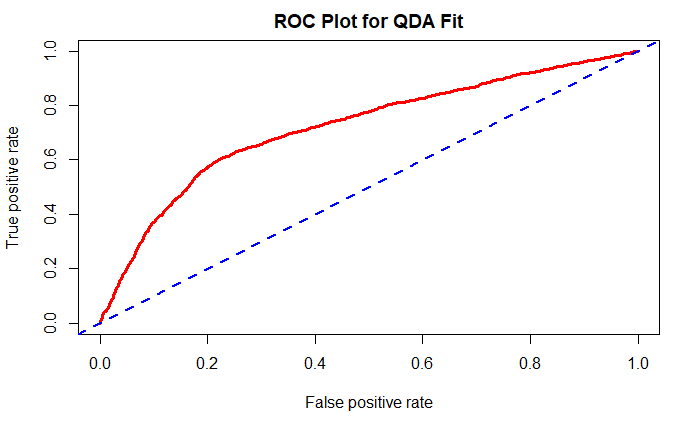 ROC Plot for QDA Fit
True positive rate
1.0
0.8
0.6
0.4
0.2
0.0
0.0 0.2 0.4 0.6 0.8 1.0
False positive rate